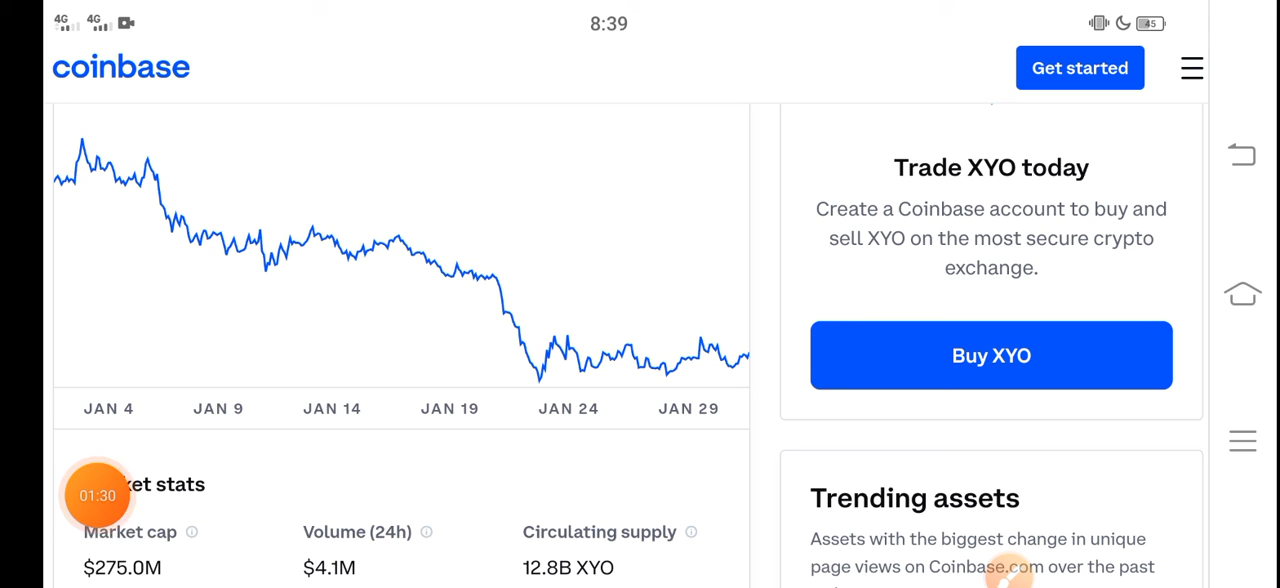 4G 4G
8:39
45
coinbase
Get started
Trade XYO today
Create a Coinbase account to buy and
sell XYO on the most secure crypto
exchange.
Buy XYO
JAN 4 JAN 9 JAN 14 JAN 19 JAN 24 JAN 29
ket stats
01:30
Market cap Volume (24h) Circulating supply
$275.0M $4.1M 12.8B XYO
Trending assets
Assets with the biggest change in unique
page views on Coinbase.com over the past